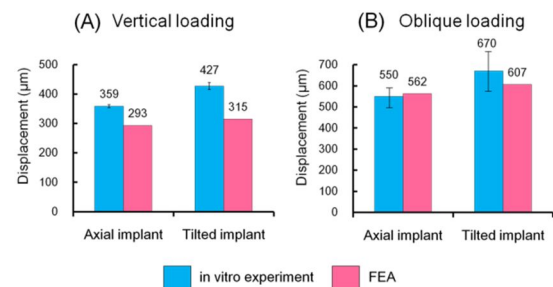 (A) Vertical loading
Displacement (μm)
500
400
300
200
100
0
359
293
427
315
Axial implant
Tilted implant
(B) Oblique loading
Displacement (μm)
700
600
500
400
300
200
100
0
550
562
670
607
Axial implant
Tilted implant
in vitro experiment
FEA